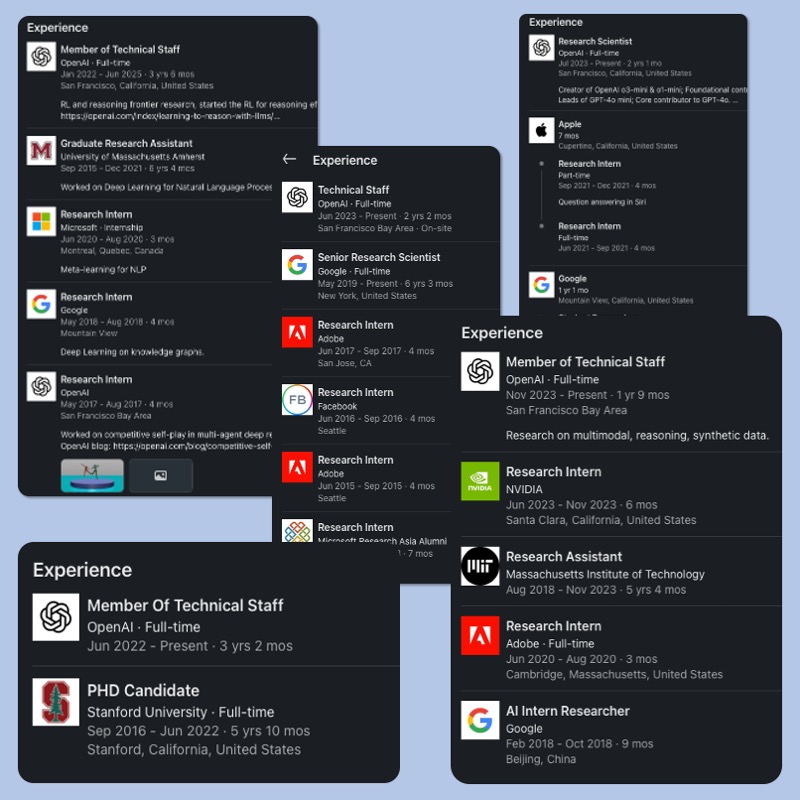 Experience
Member of Technical Staff
OpenAI · Full-time
Jan 2022 - Jun 2025 · 3 yrs 6 mos
San Francisco, California, United States
RL and reasoning frontier research, started the RL for reasoning ef
https://openai.com/index/learning-to-reason-with-llms/...
Graduate Research Assistant
University of Massachusetts Amherst
Sep 2015 - Dec 2021 · 6 yrs 4 mos
Worked on Deep Learning for Natural Language Proces
Research Intern
Microsoft · Internship
Jun 2020 - Aug 2020 · 3 mos
Montreal, Quebec, Canada
Meta-learning for NLP
Research Intern
Google
May 2018 - Aug 2018 · 4 mos
Mountain View
Deep Learning on knowledge graphs.
Research Intern
OpenAI
May 2017 - Aug 2017 · 4 mos
San Francisco Bay Area
Worked on competitive self-play in multi-agent deep re
OpenAI blog: https://openai.com/blog/competitive-self-
Experience
Technical Staff
OpenAI · Full-time
Jun 2023 - Present · 2 yrs 2 mos
San Francisco Bay Area · On-site
Senior Research Scientist
Google · Full-time
May 2019 - Present · 6 yrs 3 mos
New York, United States
Research Intern
Adobe
Jun 2017 - Sep 2017 · 4 mos
San Jose, CA
FB
Research Intern
Facebook
Jun 2016 - Sep 2016 · 4 mos
Seattle
Research Intern
Adobe
Jun 2015 - Sep 2015 · 4 mos
Seattle
Research Intern
Microsoft Research Asia Alumni
· 7 mos
Experience
Research Scientist
OpenAI · Full-time
Jul 2023 - Present · 2 yrs 1 mo
San Francisco, California, United States
Creator of OpenAI o3-mini & o1-mini; Foundational contr
Leads of GPT-4o mini; Core contributor to GPT-4o. ...
Apple
7 mos
Cupertino, California, United States
Research Intern
Part-time
Sep 2021 - Dec 2021 · 4 mos
Question answering in Siri
Research Intern
Full-time
Jun 2021 - Sep 2021 · 4 mos
Google
1 yr 1 mo
Mountain View, California, United States
Experience
Member of Technical Staff
OpenAI · Full-time
Nov 2023 - Present · 1 yr 9 mos
San Francisco Bay Area
Research on multimodal, reasoning, synthetic data.
NVIDIA
Research Intern
NVIDIA
Jun 2023 - Nov 2023 · 6 mos
Santa Clara, California, United States
MIT
Research Assistant
Massachusetts Institute of Technology
Aug 2018 - Nov 2023 · 5 yrs 4 mos
Research Intern
Adobe · Full-time
Jun 2020 - Aug 2020 · 3 mos
Cambridge, Massachusetts, United States
AI Intern Researcher
Google
Feb 2018 - Oct 2018 · 9 mos
Beijing, China
Experience
Member Of Technical Staff
OpenAI · Full-time
Jun 2022 - Present · 3 yrs 2 mos
PHD Candidate
Stanford University · Full-time
Sep 2016 - Jun 2022 · 5 yrs 10 mos
Stanford, California, United States